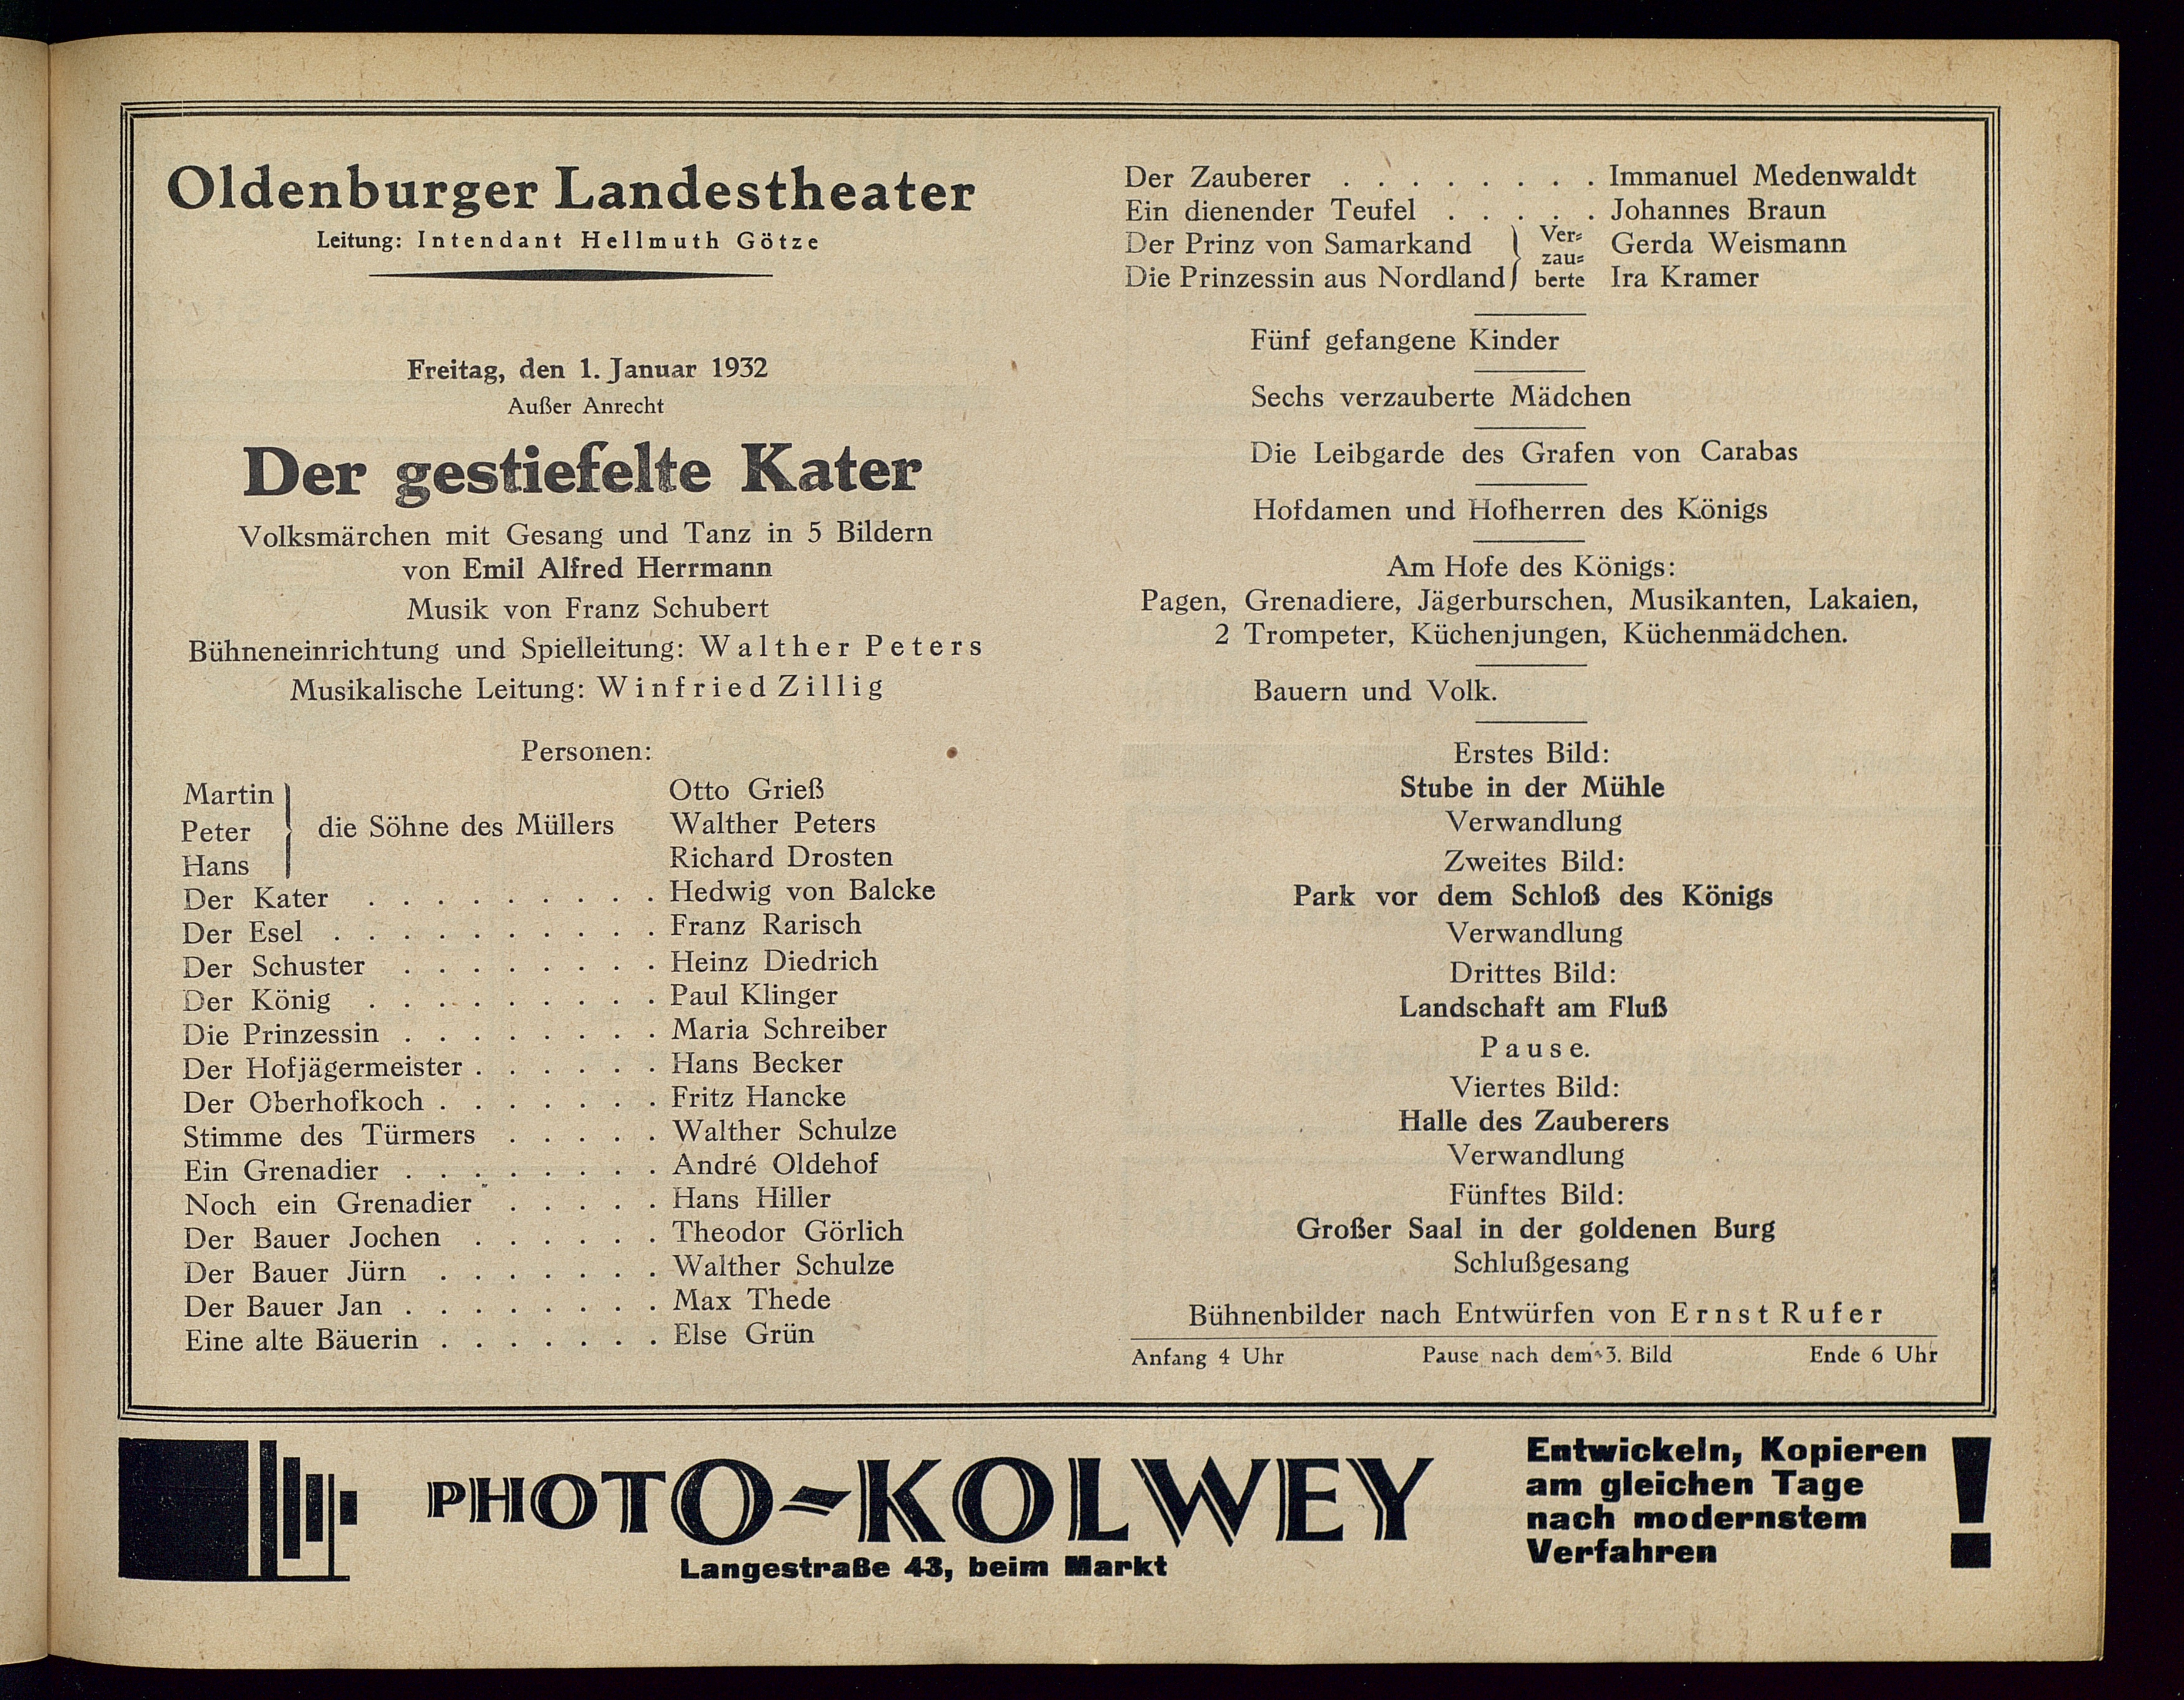 Oldenburger Landestheater
Leitung: Intendant Hellmuth Götze
Freitag, den 1. Januar 1932
Außer Anrecht
Der gestiefelte Kater
Volksmärchen mit Gesang und Tanz in 5 Bildern
von Emil Alfred Herrmann
Musik von Franz Schubert
Bühneneinrichtung und Spielleitung: Walther Peters
Musikalische Leitung: Winfried Zillig
Personen:
Martin Otto Grieß
Peter die Söhne des Müllers Walther Peters
Hans Richard Drosten
Der Kater . . . . . . . . . Hedwig von Balcke
Der Esel . . . . . . . . . . Franz Rarisch
Der Schuster . . . . . . . . Heinz Diedrich
Der König . . . . . . . . . Paul Klinger
Die Prinzessin . . . . . . . . Maria Schreiber
Der Hofjägermeister . . . . . . Hans Becker
Der Oberhofkoch . . . . . . . Fritz Hancke
Stimme des Türmers . . . . . Walther Schulze
Ein Grenadier . . . . . . . . André Oldehof
Noch ein Grenadier . . . . . Hans Hiller
Der Bauer Jochen . . . . . . Theodor Görlich
Der Bauer Jürn . . . . . . . Walther Schulze
Der Bauer Jan . . . . . . . . Max Thede
Eine alte Bäuerin . . . . . . . Else Grün
Der Zauberer . . . . . . . . Immanuel Medenwaldt
Ein dienender Teufel . . . . . Johannes Braun
Der Prinz von Samarkand } Ver= Gerda Weismann
zau=
Die Prinzessin aus Nordland berte Ira Kramer
Fünf gefangene Kinder
Sechs verzauberte Mädchen
Die Leibgarde des Grafen von Carabas
Hofdamen und Hofherren des Königs
Am Hofe des Königs:
Pagen, Grenadiere, Jägerburschen, Musikanten, Lakaien,
2 Trompeter, Küchenjungen, Küchenmädchen.
Bauern und Volk.
Erstes Bild:
Stube in der Mühle
Verwandlung
Zweites Bild:
Park vor dem Schloß des Königs
Verwandlung
Drittes Bild:
Landschaft am Fluß
Pause.
Viertes Bild:
Halle des Zauberers
Verwandlung
Fünftes Bild:
Großer Saal in der goldenen Burg
Schlußgesang
Bühnenbilder nach Entwürfen von Ernst Rufer
Anfang 4 Uhr Pause nach dem 3. Bild Ende 6 Uhr
PHOTO-KOLWEY
Langestraße 43, beim Markt
Entwickeln, Kopieren
am gleichen Tage
nach modernstem
Verfahren !